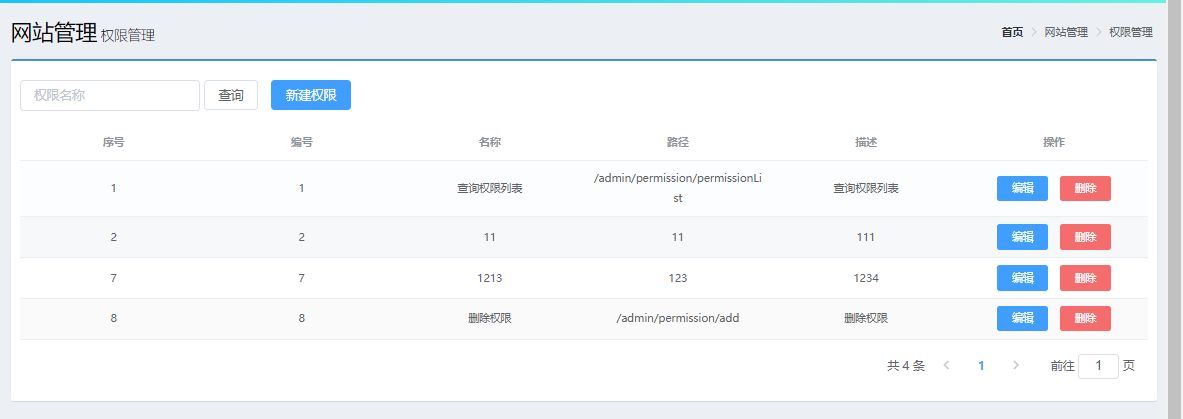 网站管理 权限管理
首页 > 网站管理 > 权限管理
权限名称 查询 新建权限
序号 编号 名称 路径 描述 操作
1 1 查询权限列表 /admin/permission/permissionLi 查询权限列表 编辑 删除
st
2 2 11 11 111 编辑 删除
7 7 1213 123 1234 编辑 删除
8 8 删除权限 /admin/permission/add 删除权限 编辑 删除
共 4 条 < 1 > 前往 1 页